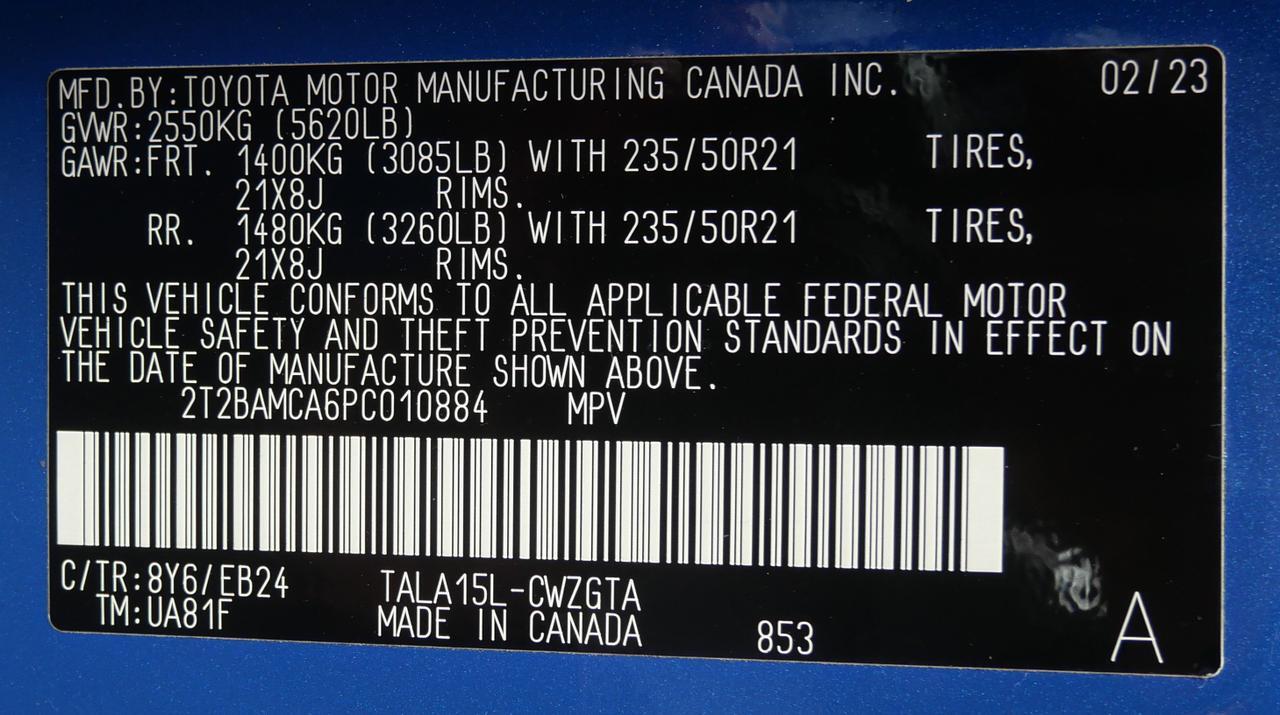 MFD.BY:TOYOTA MOTOR MANUFACTURING CANADA INC. 02/23
GVWR:2550KG (5620LB)
GAWR:FRT. 1400KG (3085LB) WITH 235/50R21 TIRES,
21X8J RIMS.
RR. 1480KG (3260LB) WITH 235/50R21 TIRES,
21X8J RIMS.
THIS VEHICLE CONFORMS TO ALL APPLICABLE FEDERAL MOTOR
VEHICLE SAFETY AND THEFT PREVENTION STANDARDS IN EFFECT ON
THE DATE OF MANUFACTURE SHOWN ABOVE.
2T2BAMCA6PC010884 MPV
C/TR:8Y6/EB24 TALA15L-CWZGTA
TM:UA81F MADE IN CANADA 853 A